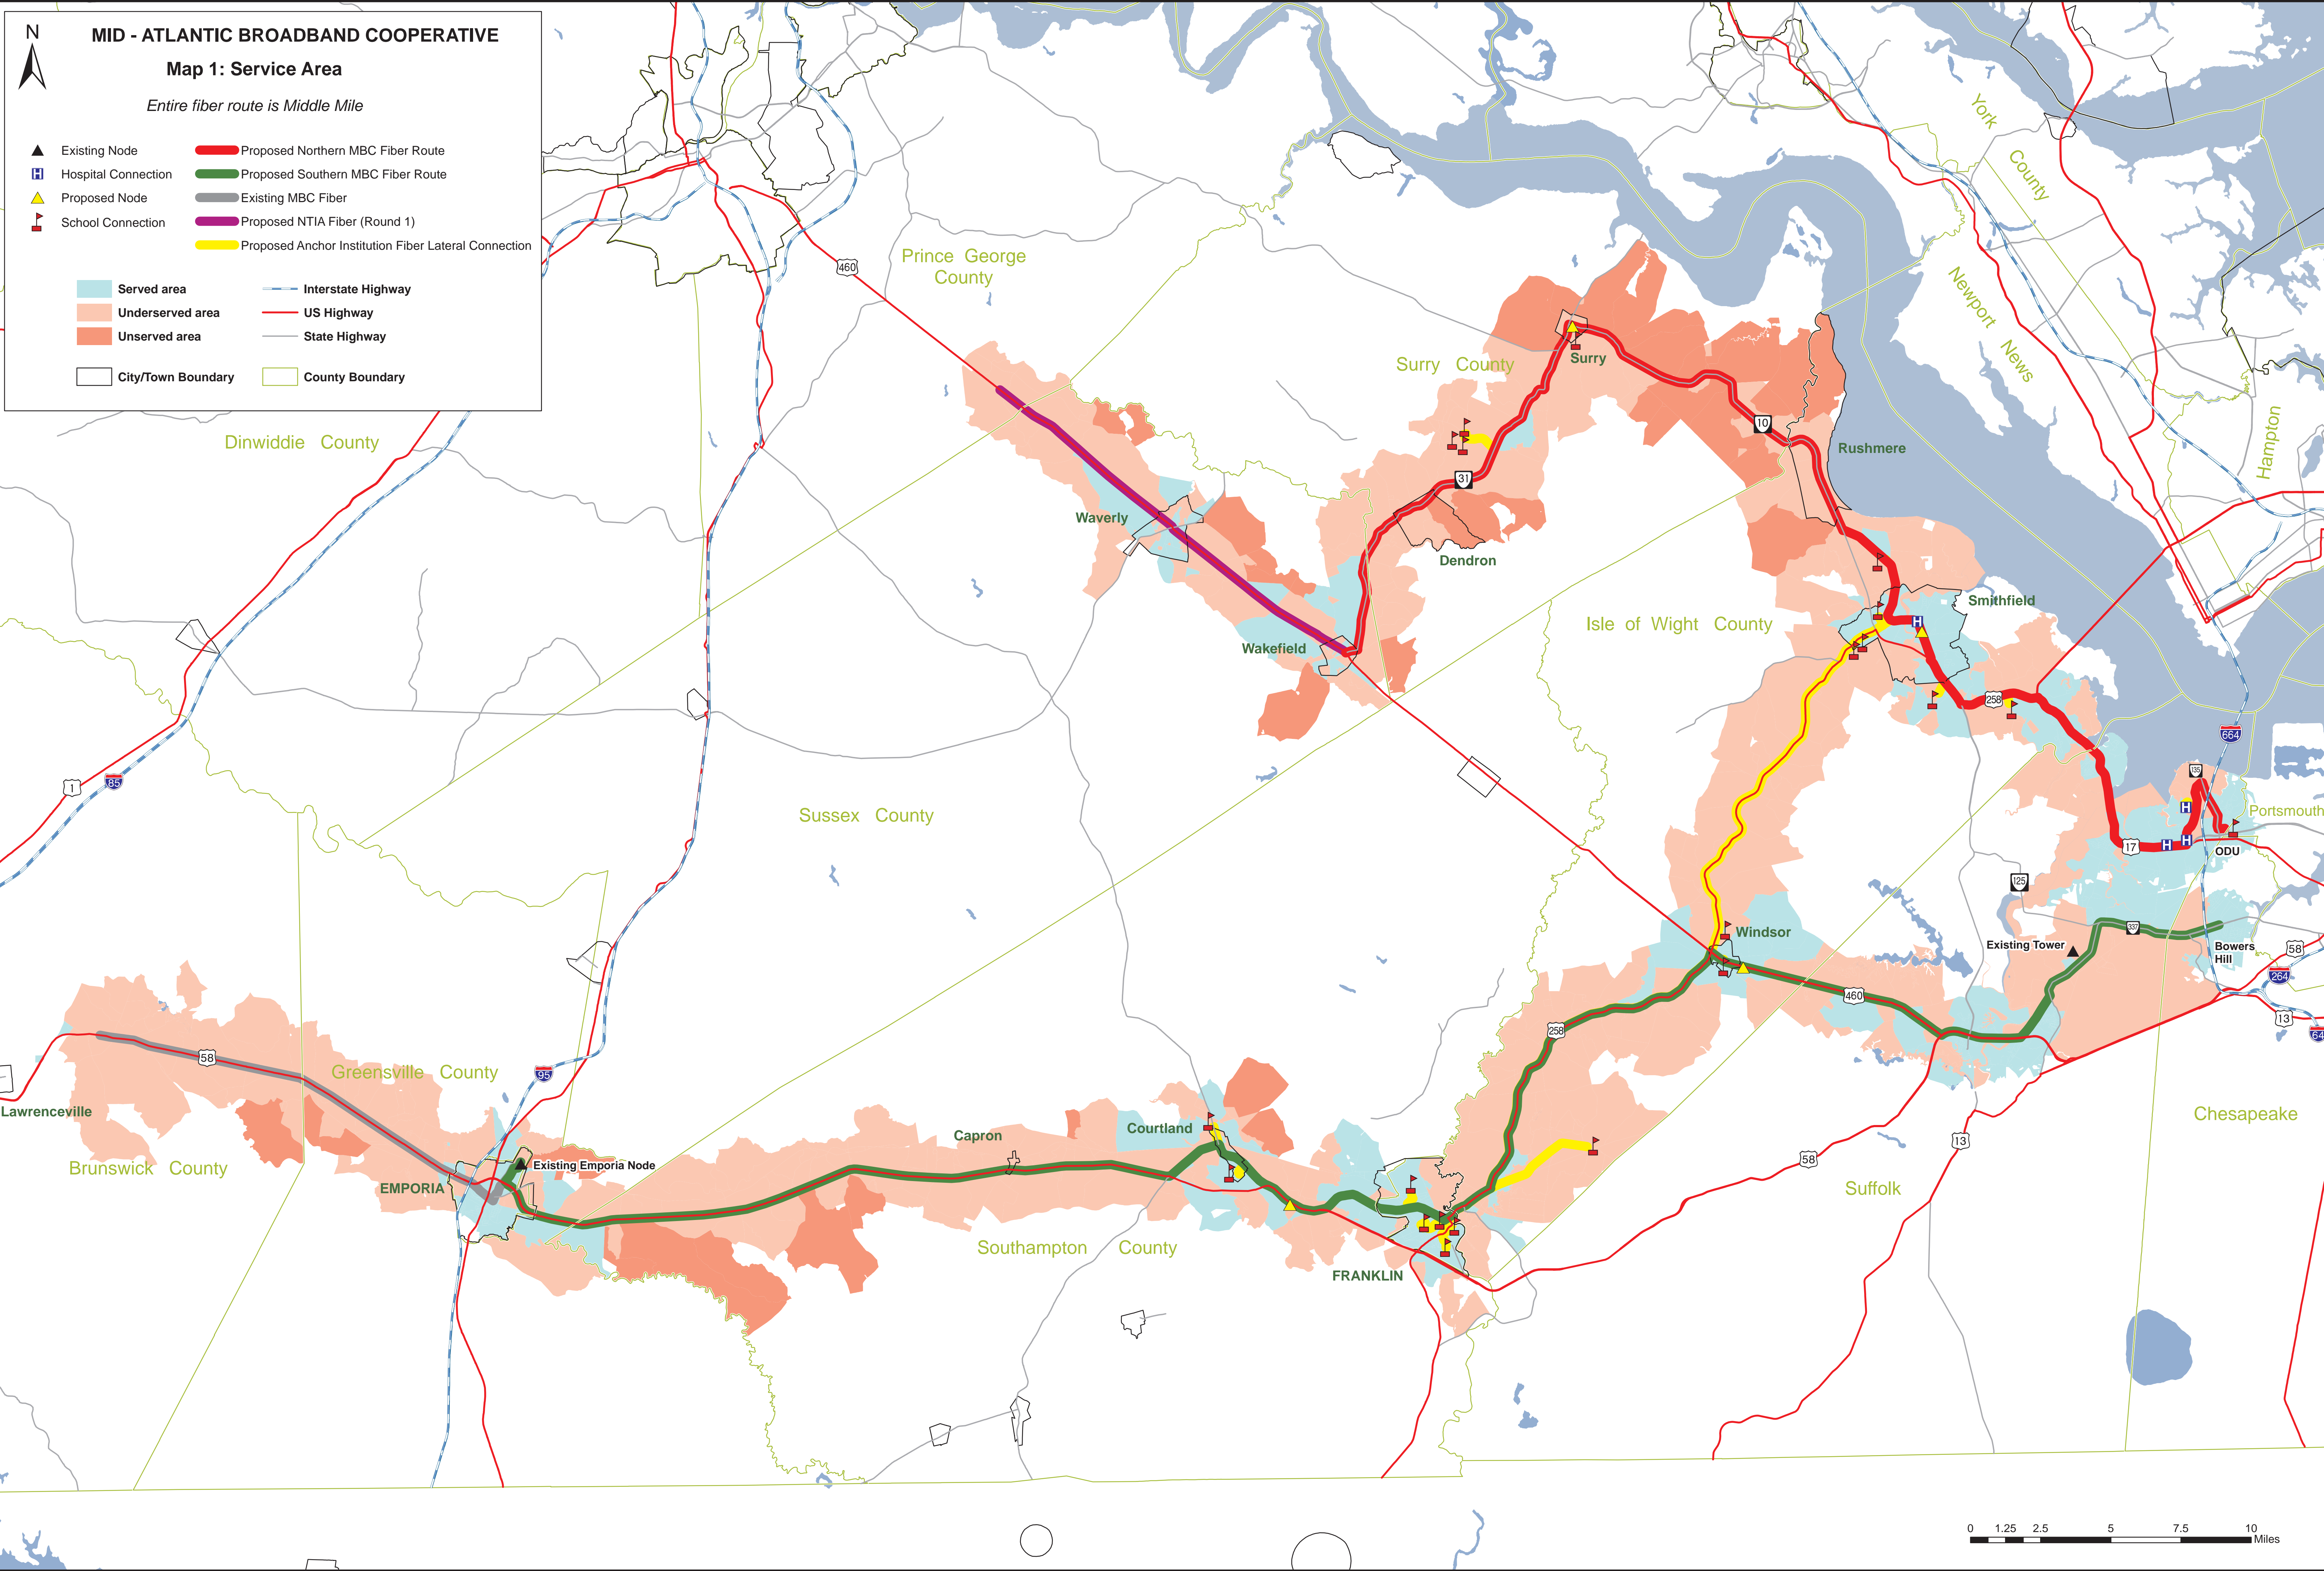 N
MID - ATLANTIC BROADBAND COOPERATIVE
Map 1: Service Area
Entire fiber route is Middle Mile
Existing Node
Hospital Connection
Proposed Node
School Connection
Proposed Northern MBC Fiber Route
Proposed Southern MBC Fiber Route
Existing MBC Fiber
Proposed NTIA Fiber (Round 1)
Proposed Anchor Institution Fiber Lateral Connection
Served area
Underserved area
Unserved area
Interstate Highway
US Highway
State Highway
City/Town Boundary
County Boundary
York
County
Newport
News
Hampton
460
Prince George
County
Surry County
Surry
10
Rushmere
31
Dendron
Dinwiddie County
Waverly
Wakefield
Isle of Wight County
Smithfield
H
258
664
135
H
Portsmouth
17
H
H
ODU
1
85
Sussex County
125
Windsor
337
Existing Tower
Bowers
Hill
58
264
460
13
64
258
58
Greensville County
95
Lawrenceville
Brunswick County
EMPORIA
Existing Emporia Node
Capron
Courtland
Chesapeake
13
58
Suffolk
Southampton County
FRANKLIN
0 1.25 2.5 5 7.5 10
Miles